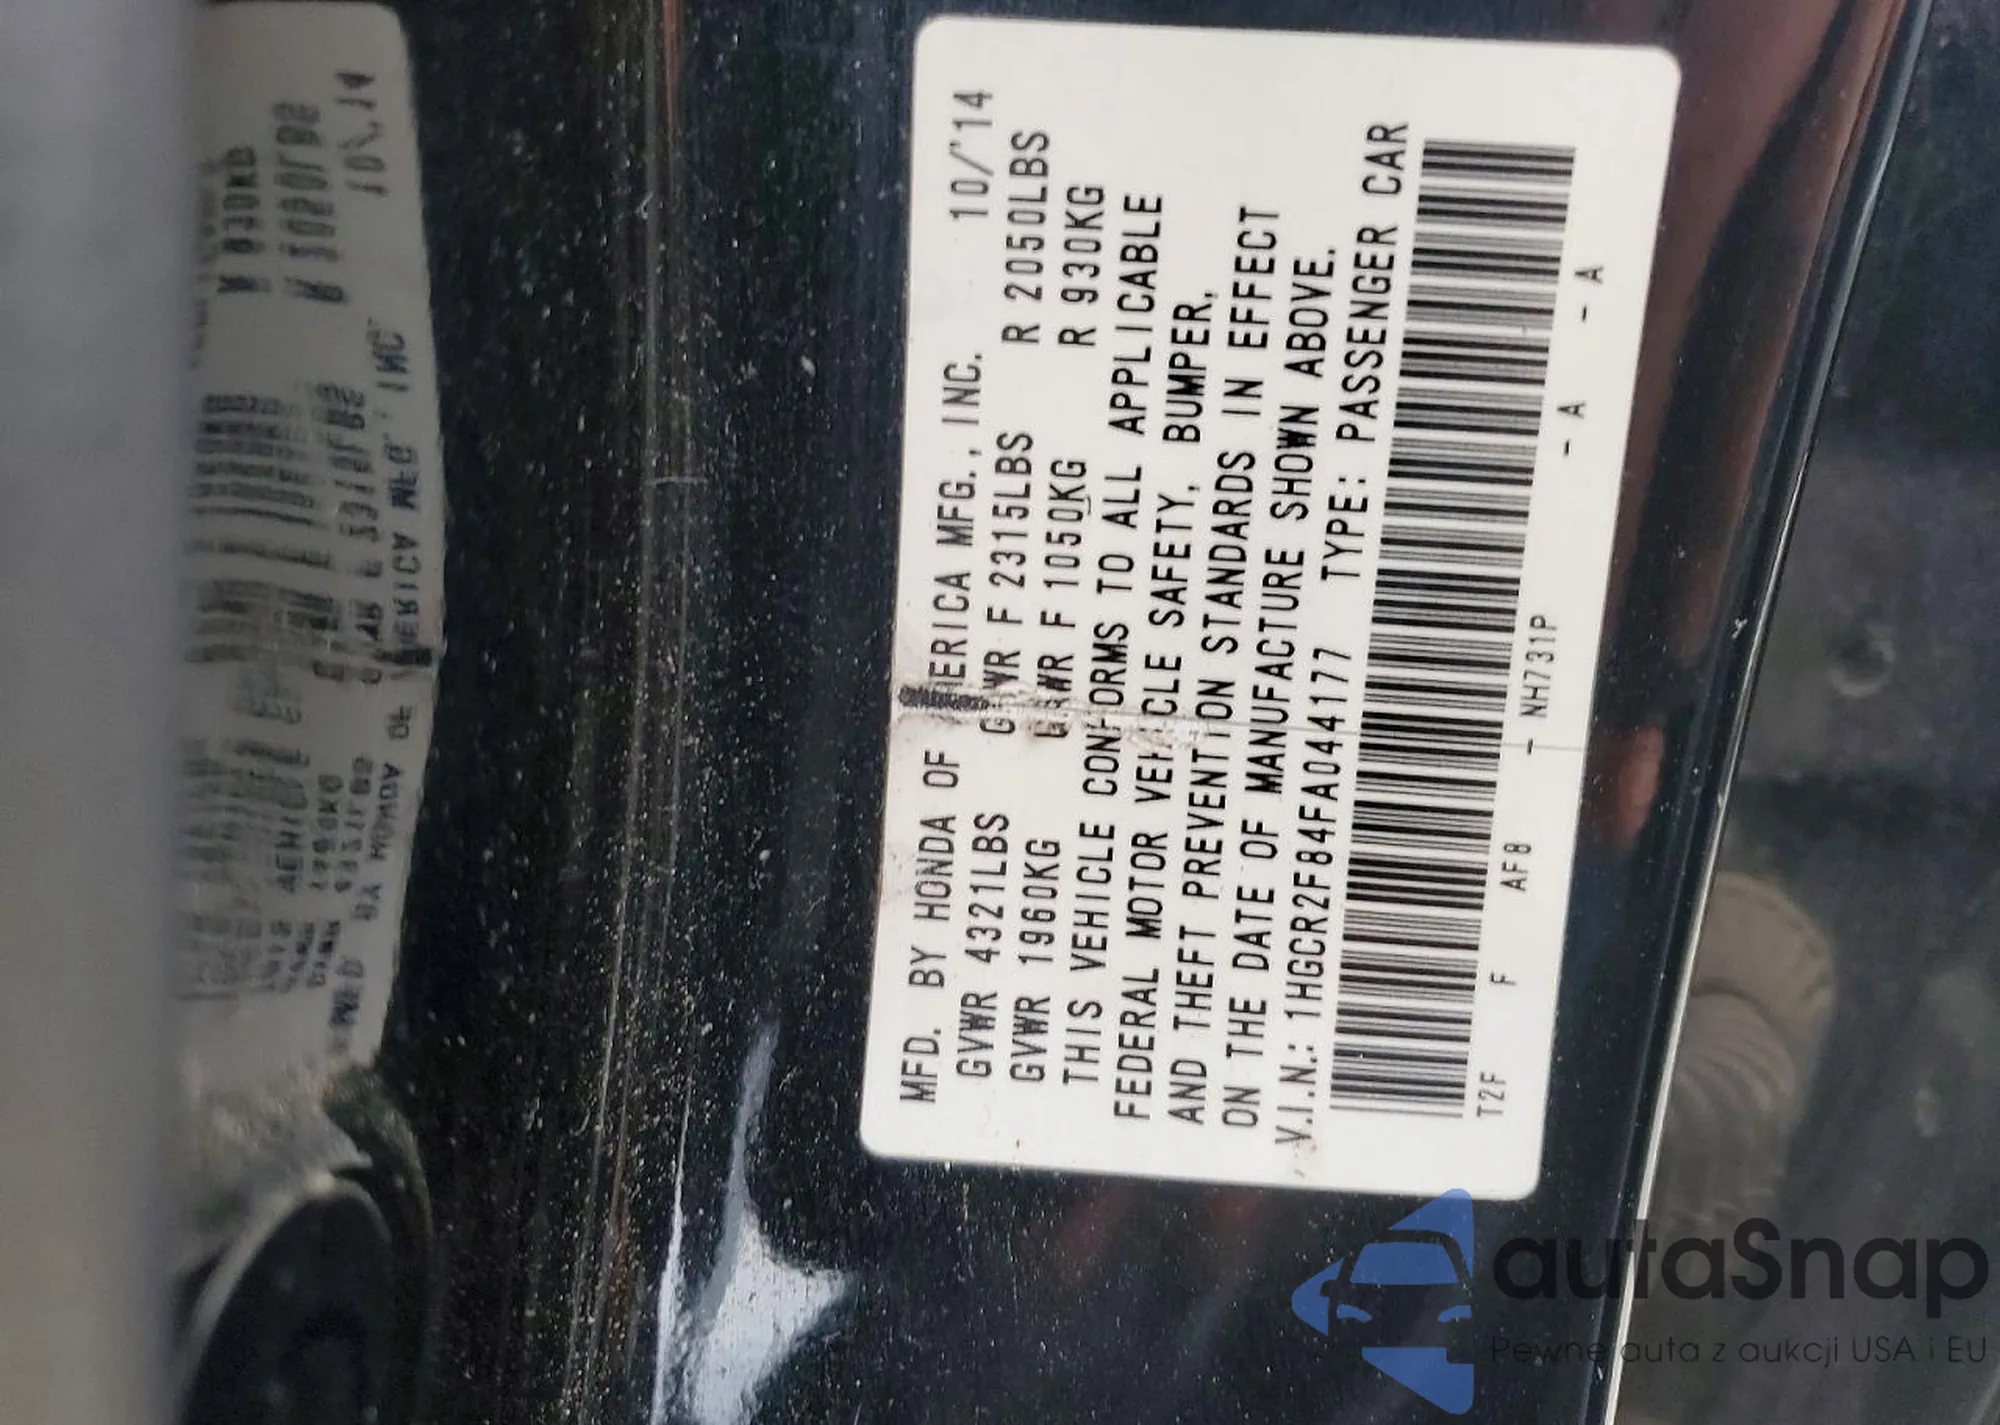 MFD. BY HONDA OF AMERICA MFG., INC. 10/'14
GVWR 4321LBS GAWR F 2315LBS R 2050LBS
GVWR 1960KG GAWR F 1050KG R 930KG
THIS VEHICLE CONFORMS TO ALL APPLICABLE
FEDERAL MOTOR VEHICLE SAFETY, BUMPER,
AND THEFT PREVENTION STANDARDS IN EFFECT
ON THE DATE OF MANUFACTURE SHOWN ABOVE.
V.I.N.: 1HGCR2F84FA044177 TYPE: PASSENGER CAR
T2F F AF8 - NH731P - A - A
autaSnap
Pewne auta z aukcji USA i EU